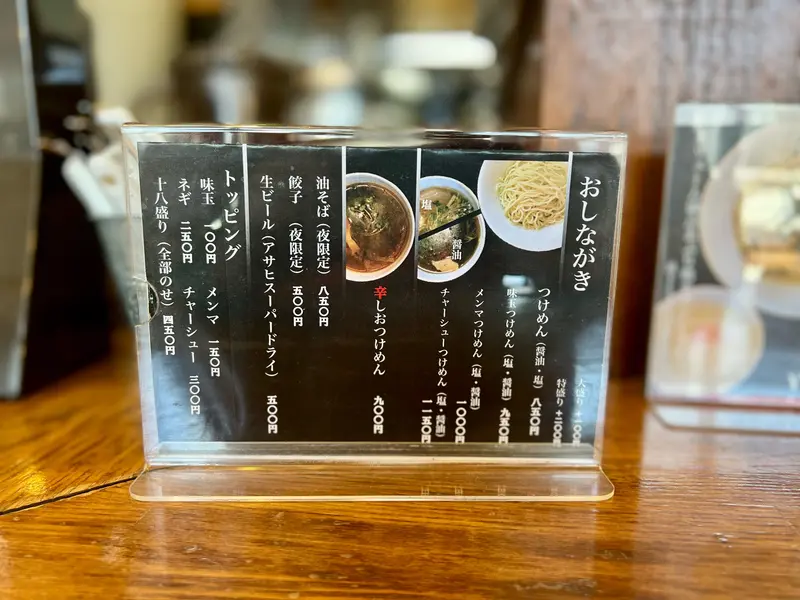 おしながき
大盛り +一〇〇円
特盛り +二〇〇円
つけめん（醤油・塩） 八五〇円
味玉つけめん（塩・醤油） 九五〇円
メンマつけめん（塩・醤油） 一〇〇〇円
チャーシューつけめん（塩・醤油） 一一五〇円
塩
醤油
辛しおつけめん 九〇〇円
油そば（夜限定） 八五〇円
餃子（夜限定） 五〇〇円
生ビール（アサヒスーパードライ） 五〇〇円
トッピング
味玉 一〇〇円 メンマ 一五〇円
ネギ 二五〇円 チャーシュー 三〇〇円
十八盛り（全部のせ） 四五〇円